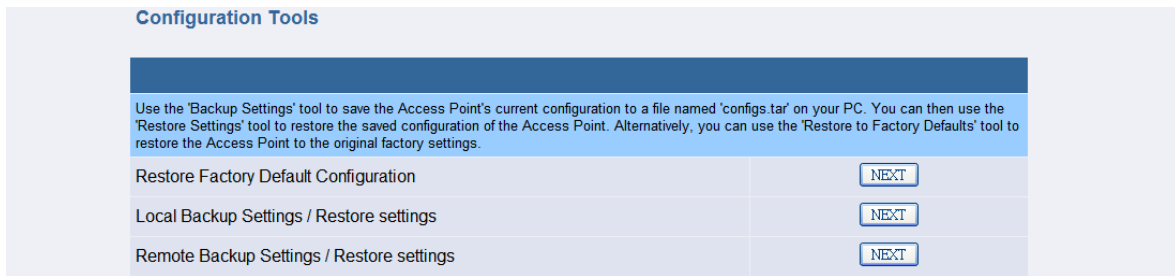 Configuration Tools
Use the 'Backup Settings' tool to save the Access Point's current configuration to a file named 'configs.tar' on your PC. You can then use the
'Restore Settings' tool to restore the saved configuration of the Access Point. Alternatively, you can use the 'Restore to Factory Defaults' tool to
restore the Access Point to the original factory settings.
Restore Factory Default Configuration NEXT
Local Backup Settings / Restore settings NEXT
Remote Backup Settings / Restore settings NEXT